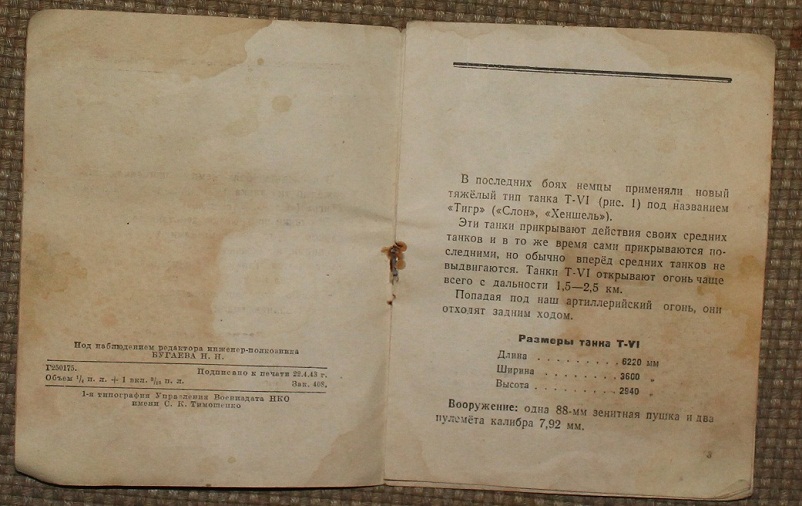 Под наблюдением редактора инженер-полковника
БУГАЕВА Н. И.
Г250175.
Подписано к печати 22.4.43 г.
Объем ¹/₄ п. л. + 1 вкл. п. л.
Зак. 408.
1-я типография Управления Воениздата НКО
имени С. К. Тимошенко
В последних боях немцы применяли новый
тяжёлый тип танка Т-VI (рис. 1) под названием
«Тигр» («Слон», «Хеншель»).
Эти танки прикрывают действия своих средних
танков и в то же время сами прикрываются по-
следними, но обычно вперёд средних танков не
выдвигаются. Танки Т-VI открывают огонь чаще
всего с дальности 1,5—2,5 км.
Попадая под наш артиллерийский огонь, они
отходят задним ходом.
Размеры танка Т-VI
Длина . . . . . . . . . 6220 мм
Ширина . . . . . . . . 3600 „
Высота . . . . . . . . . 2940 „
Вооружение: одна 88-мм зенитная пушка и два
пулемёта калибра 7,92 мм.